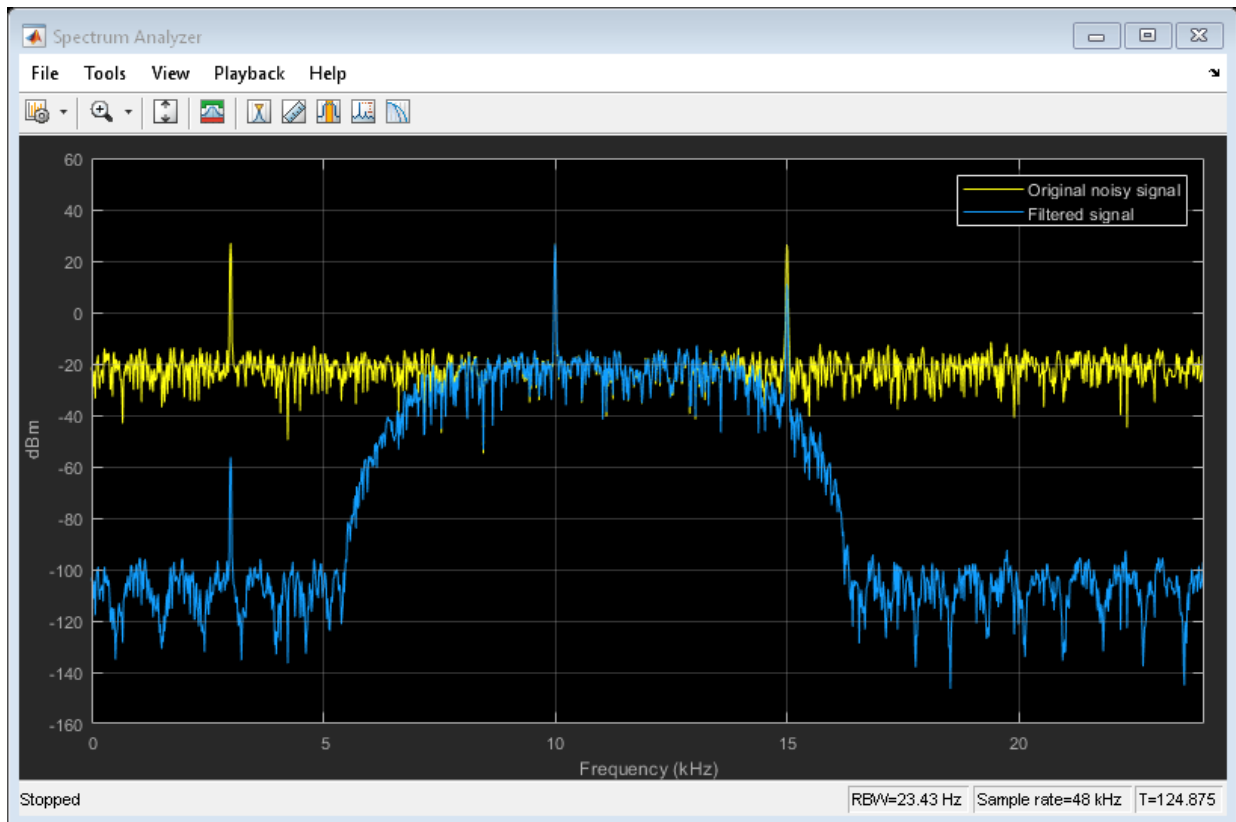 Spectrum Analyzer
File Tools View Playback Help
60
40
20
0
-20
-40
-60
-80
-100
-120
-140
-160
dBm
Original noisy signal
Filtered signal
0 5 10 15 20
Frequency (kHz)
Stopped RBW=23.43 Hz Sample rate=48 kHz T=124.875